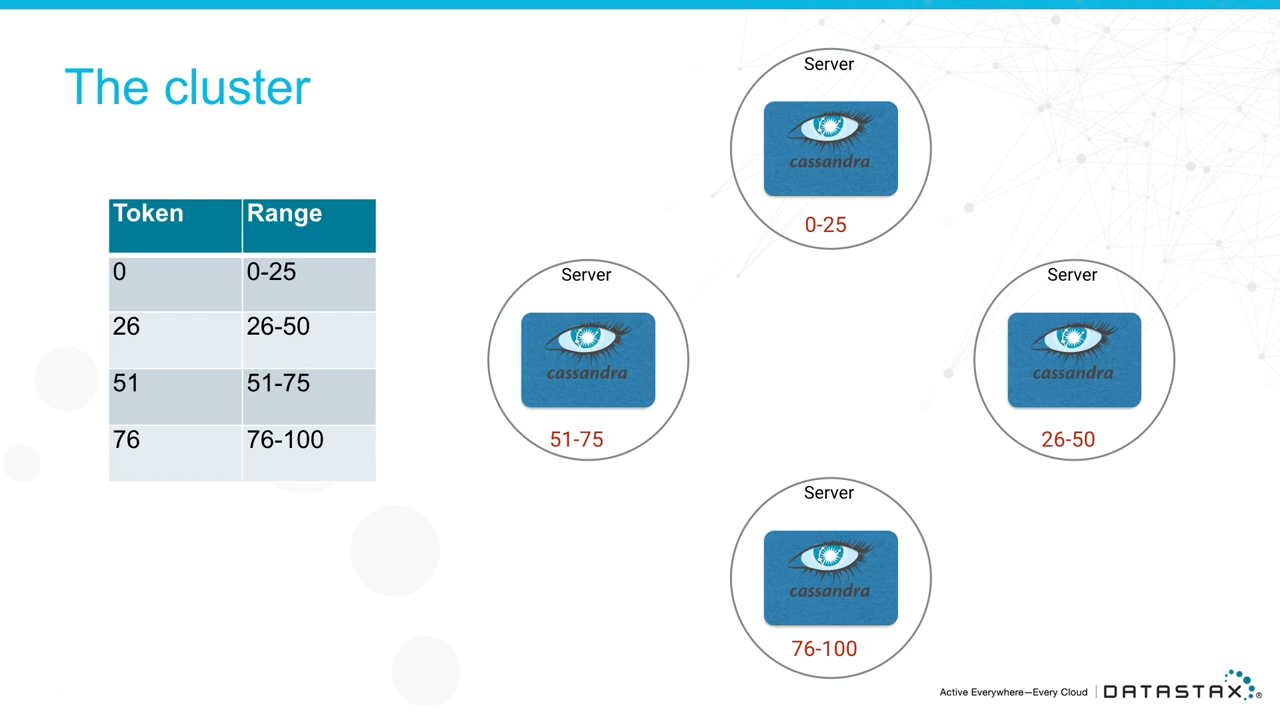 The cluster
Token Range
0 0-25
26 26-50
51 51-75
76 76-100
Server
cassandra
0-25
Server
cassandra
51-75
Server
cassandra
26-50
Server
cassandra
76-100
Active Everywhere—Every Cloud | DATASTAX®